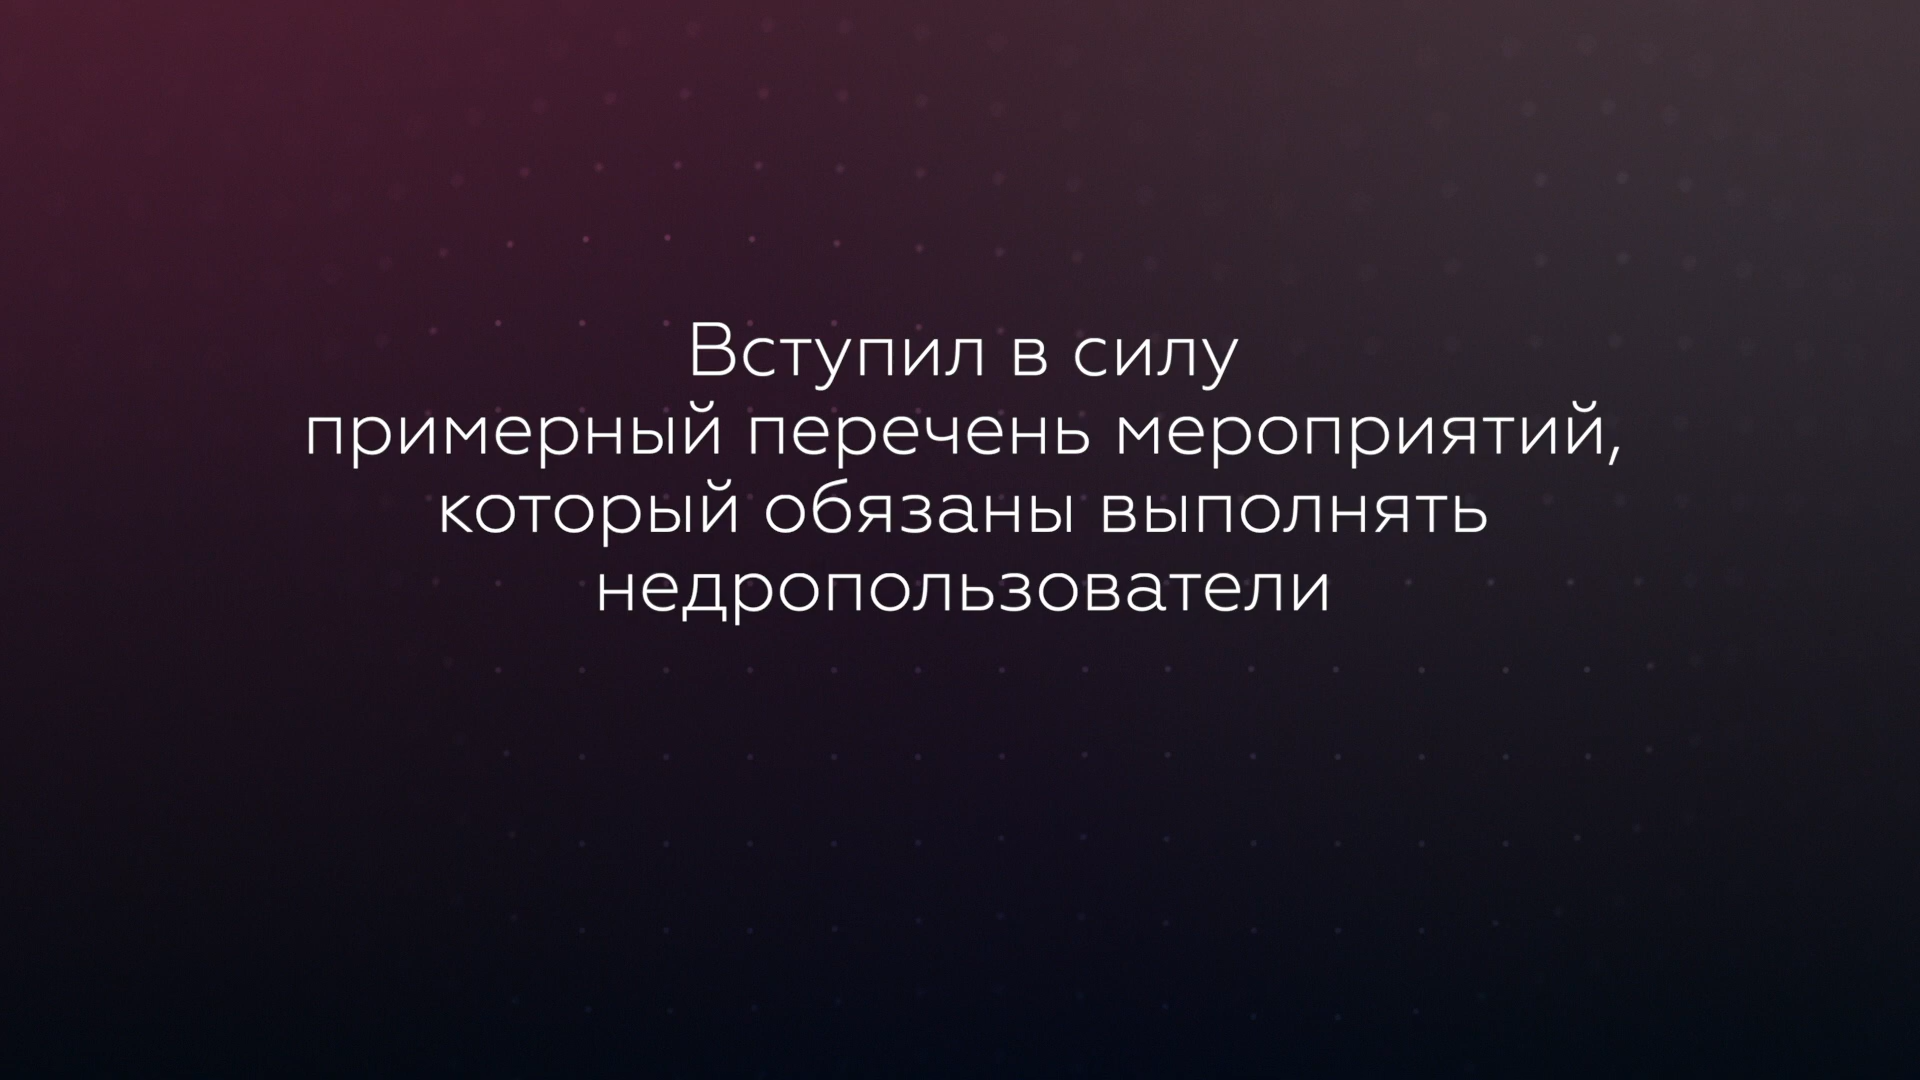 Вступил в силу
примерный перечень мероприятий,
который обязаны выполнять
недропользователи